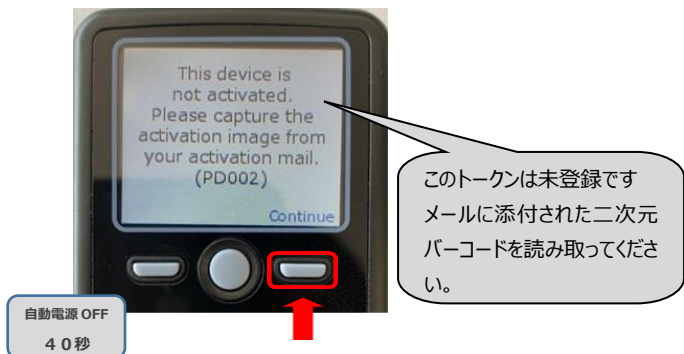 This device is
not activated.
Please capture the
activation image from
your activation mail.
(PD002)
Continue
このトークンは未登録です
メールに添付された二次元
バーコードを読み取ってくださ
い。
自動電源 OFF
４０秒